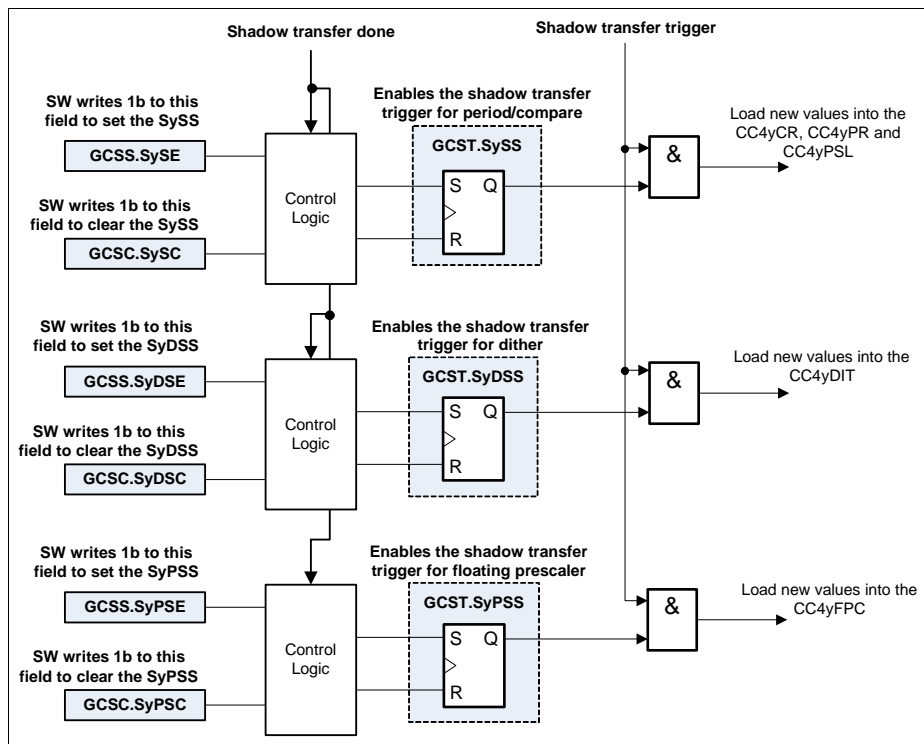 Shadow transfer done
Shadow transfer trigger
SW writes 1b to this
field to set the SySS
GCSS.SySE
SW writes 1b to this
field to clear the SySS
GCSC.SySC
Control
Logic
Enables the shadow transfer
trigger for period/compare
GCST.SySS
S Q
R
&
Load new values into the
CC4yCR, CC4yPR and
CC4yPSL
SW writes 1b to this
field to set the SyDSS
GCSS.SyDSE
SW writes 1b to this
field to clear the SyDSS
GCSC.SyDSC
Control
Logic
Enables the shadow transfer
trigger for dither
GCST.SyDSS
S Q
R
&
Load new values into the
CC4yDIT
SW writes 1b to this
field to set the SyPSS
GCSS.SyPSE
SW writes 1b to this
field to clear the SyPSS
GCSC.SyPSC
Control
Logic
Enables the shadow transfer
trigger for floating prescaler
GCST.SyPSS
S Q
R
&
Load new values into the
CC4yFPC